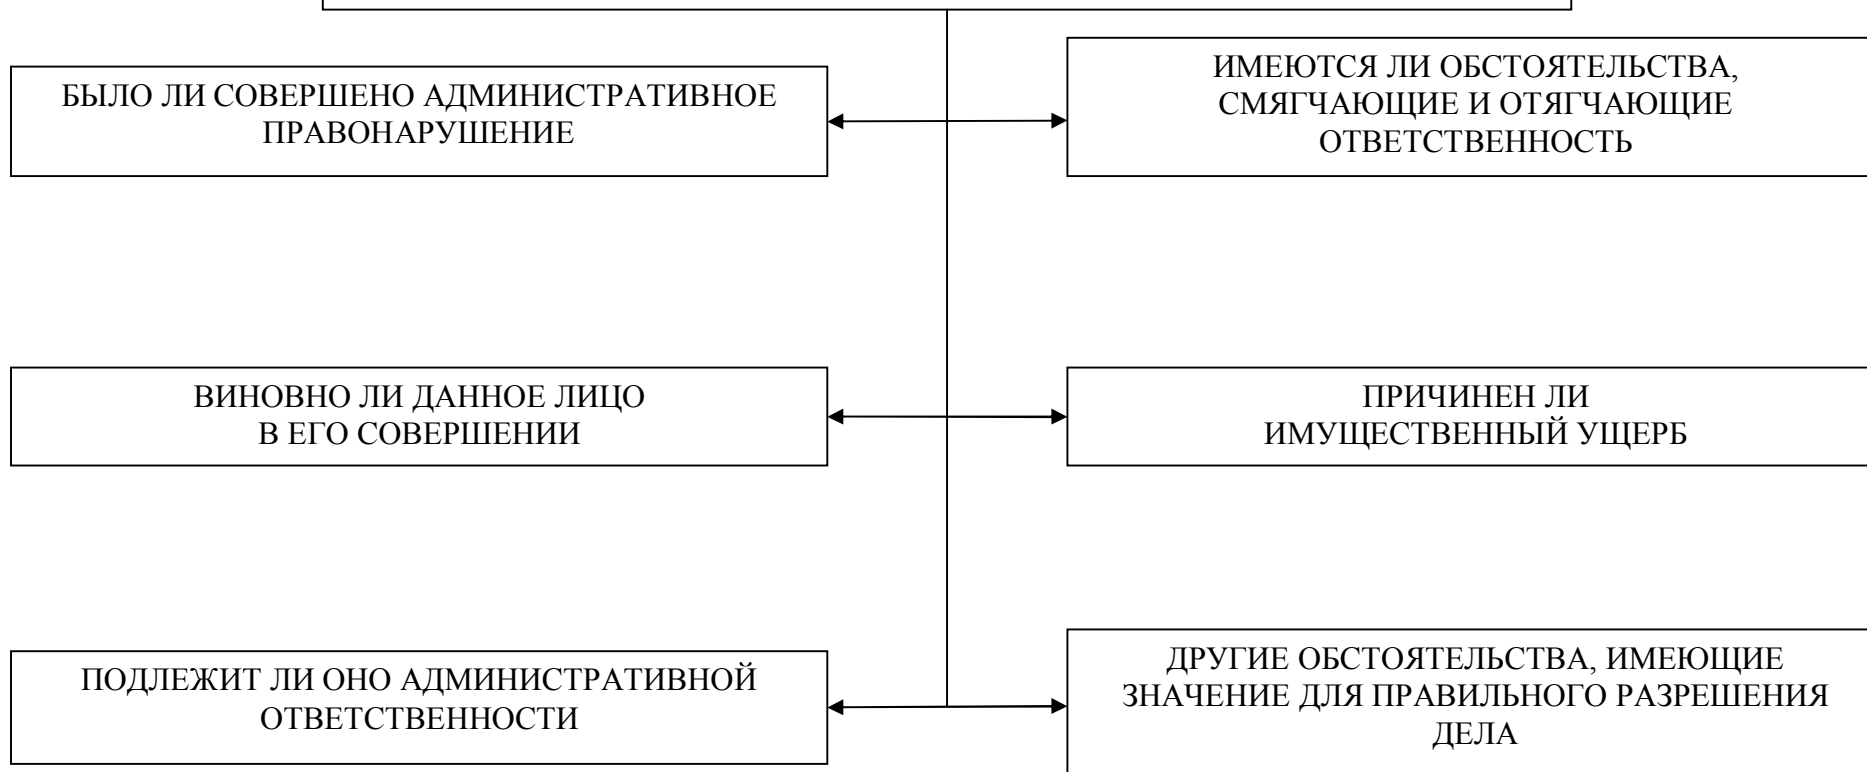 БЫЛО ЛИ СОВЕРШЕНО АДМИНИСТРАТИВНОЕ
ПРАВОНАРУШЕНИЕ
ИМЕЮТСЯ ЛИ ОБСТОЯТЕЛЬСТВА,
СМЯГЧАЮЩИЕ И ОТЯГЧАЮЩИЕ
ОТВЕТСТВЕННОСТЬ
ВИНОВНО ЛИ ДАННОЕ ЛИЦО
В ЕГО СОВЕРШЕНИИ
ПРИЧИНЕН ЛИ
ИМУЩЕСТВЕННЫЙ УЩЕРБ
ПОДЛЕЖИТ ЛИ ОНО АДМИНИСТРАТИВНОЙ
ОТВЕТСТВЕННОСТИ
ДРУГИЕ ОБСТОЯТЕЛЬСТВА, ИМЕЮЩИЕ
ЗНАЧЕНИЕ ДЛЯ ПРАВИЛЬНОГО РАЗРЕШЕНИЯ
ДЕЛА